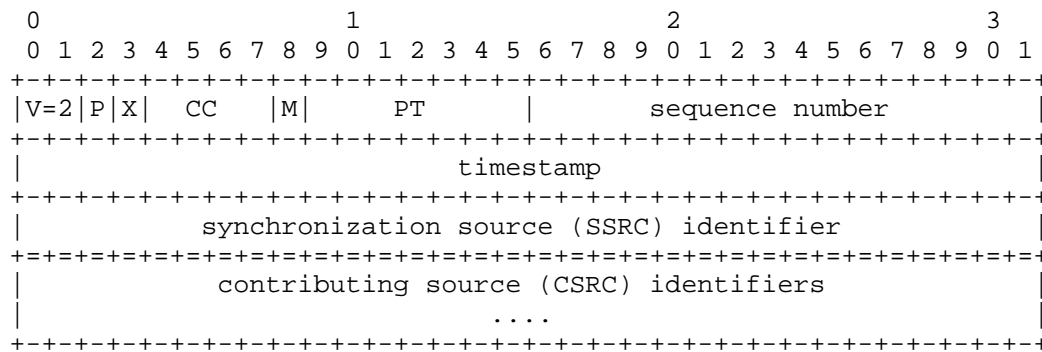 0                   1                   2                   3
0 1 2 3 4 5 6 7 8 9 0 1 2 3 4 5 6 7 8 9 0 1 2 3 4 5 6 7 8 9 0 1
+-+-+-+-+-+-+-+-+-+-+-+-+-+-+-+-+-+-+-+-+-+-+-+-+-+-+-+-+-+-+-+-+
|V=2|P|X|  CC   |M|     PT      |       sequence number         |
+-+-+-+-+-+-+-+-+-+-+-+-+-+-+-+-+-+-+-+-+-+-+-+-+-+-+-+-+-+-+-+-+
|                           timestamp                           |
+-+-+-+-+-+-+-+-+-+-+-+-+-+-+-+-+-+-+-+-+-+-+-+-+-+-+-+-+-+-+-+-+
|           synchronization source (SSRC) identifier            |
+=+=+=+=+=+=+=+=+=+=+=+=+=+=+=+=+=+=+=+=+=+=+=+=+=+=+=+=+=+=+=+=+
|            contributing source (CSRC) identifiers             |
|                             ....                              |
+-+-+-+-+-+-+-+-+-+-+-+-+-+-+-+-+-+-+-+-+-+-+-+-+-+-+-+-+-+-+-+-+